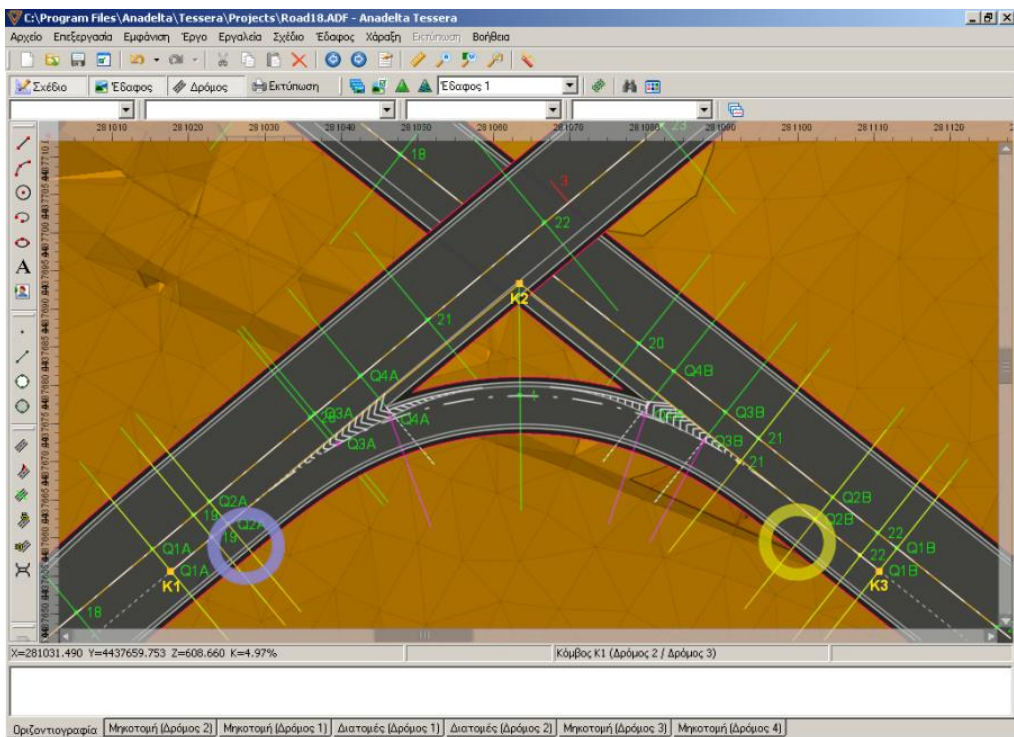 C:\Program Files\Anadelta\Tessera\Projects\Road18.ADF - Anadelta Tessera
Αρχείο Επεξεργασία Εμφάνιση Έργο Εργαλεία Σχέδιο Έδαφος Χάραξη Εκτύπωση Βοήθεια
Σχέδιο Έδαφος Δρόμος Εκτύπωση Έδαφος 1
281010 281020 281030 281040 281050 281060 281070 281080 281090 281100 281110 281120
18 23
3
22
K2
21 20
Q4A Q4B
1
Q3A Q4A Q3B
Q3A Q3B 21
21
Q2A Q2B
19 Q2A Q2B
19 22
Q1A 22 Q1B
Q1A Q1B
K1 K3
18
X=281031.490 Y=4437659.753 Z=608.660 K=4.97% Κόμβος K1 (Δρόμος 2 / Δρόμος 3)
Οριζοντιογραφία Μηκοτομή (Δρόμος 2) Μηκοτομή (Δρόμος 1) Διατομές (Δρόμος 1) Διατομές (Δρόμος 2) Μηκοτομή (Δρόμος 3) Μηκοτομή (Δρόμος 4)